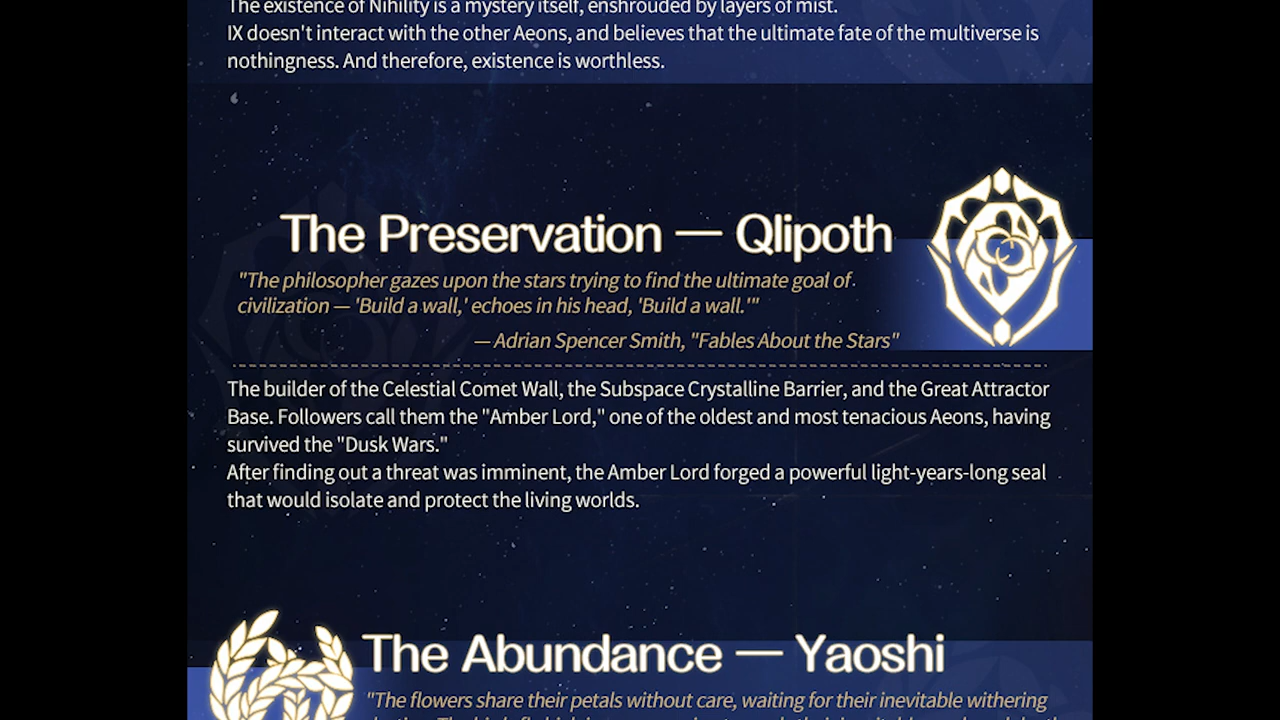 The existence of Nihility is a mystery itself, enshrouded by layers of mist.
IX doesn't interact with the other Aeons, and believes that the ultimate fate of the multiverse is
nothingness. And therefore, existence is worthless.
The Preservation — Qlipoth
"The philosopher gazes upon the stars trying to find the ultimate goal of
civilization — 'Build a wall,' echoes in his head, 'Build a wall.'"
— Adrian Spencer Smith, "Fables About the Stars"
The builder of the Celestial Comet Wall, the Subspace Crystalline Barrier, and the Great Attractor
Base. Followers call them the "Amber Lord," one of the oldest and most tenacious Aeons, having
survived the "Dusk Wars."
After finding out a threat was imminent, the Amber Lord forged a powerful light-years-long seal
that would isolate and protect the living worlds.
The Abundance — Yaoshi
"The flowers share their petals without care, waiting for their inevitable withering